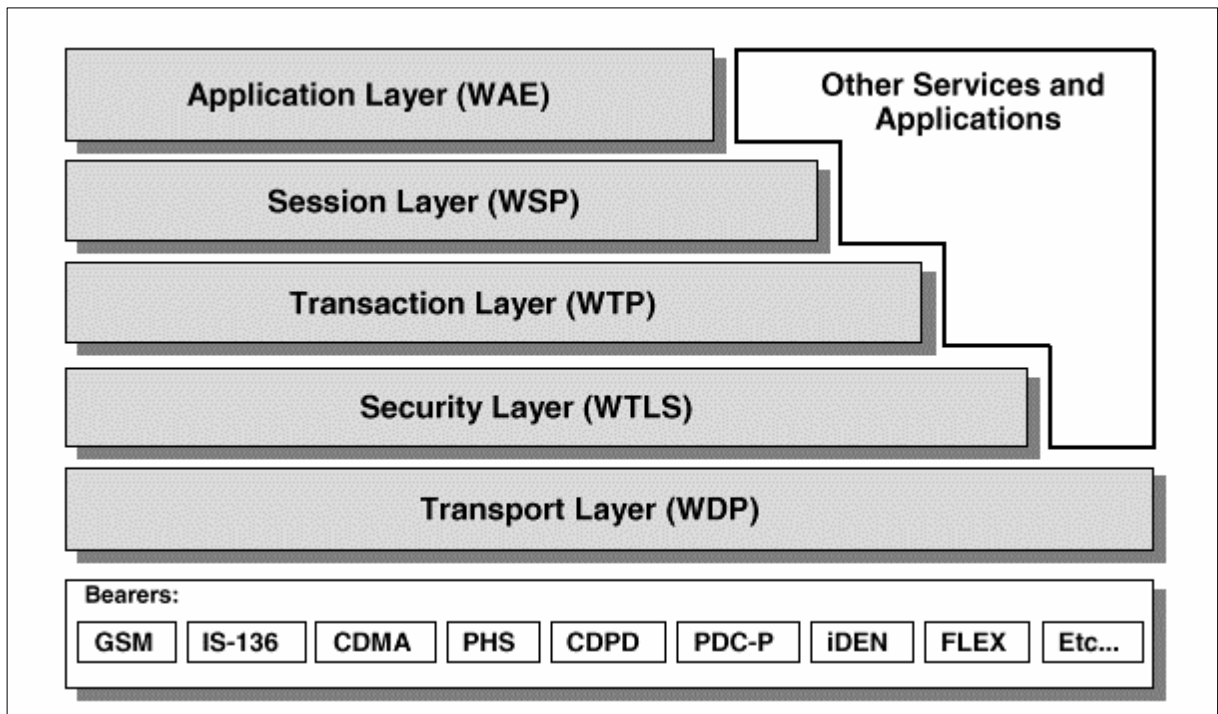 Application Layer (WAE)
Other Services and
Applications
Session Layer (WSP)
Transaction Layer (WTP)
Security Layer (WTLS)
Transport Layer (WDP)
Bearers:
GSM IS-136 CDMA PHS CDPD PDC-P iDEN FLEX Etc...